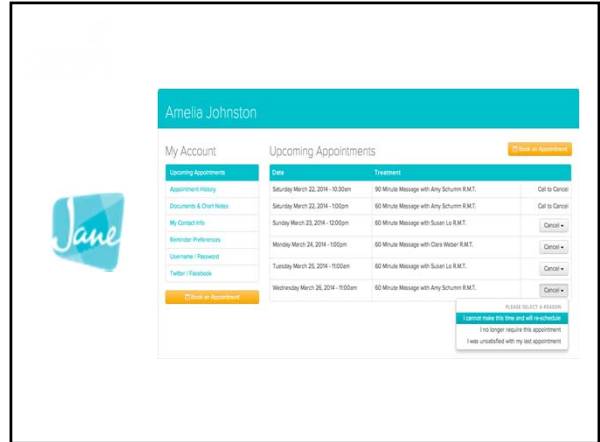 Jane
Amelia Johnston
My Account
Upcoming Appointments
Appointment History
Documents & Chart Notes
My Contact Info
Reminder Preferences
Username / Password
Twitter / Facebook
Book an Appointment
Upcoming Appointments
Book an Appointment
Date Treatment
Saturday March 22, 2014 - 10:30am 90 Minute Message with Amy Schumm R.M.T. Call to Cancel
Saturday March 22, 2014 - 1:00pm 60 Minute Message with Amy Schumm R.M.T. Call to Cancel
Sunday March 23, 2014 - 12:00pm 60 Minute Message with Susan Lo R.M.T. Cancel
Monday March 24, 2014 - 1:00pm 60 Minute Message with Clara Weber R.M.T. Cancel
Tuesday March 25, 2014 - 11:00am 60 Minute Message with Susan Lo R.M.T. Cancel
Wednesday March 26, 2014 - 11:00am 60 Minute Message with Amy Schumm R.M.T. Cancel
PLEASE SELECT A REASON
I cannot make this time and will re-schedule
I no longer require this appointment
I was unsatisfied with my last appointment